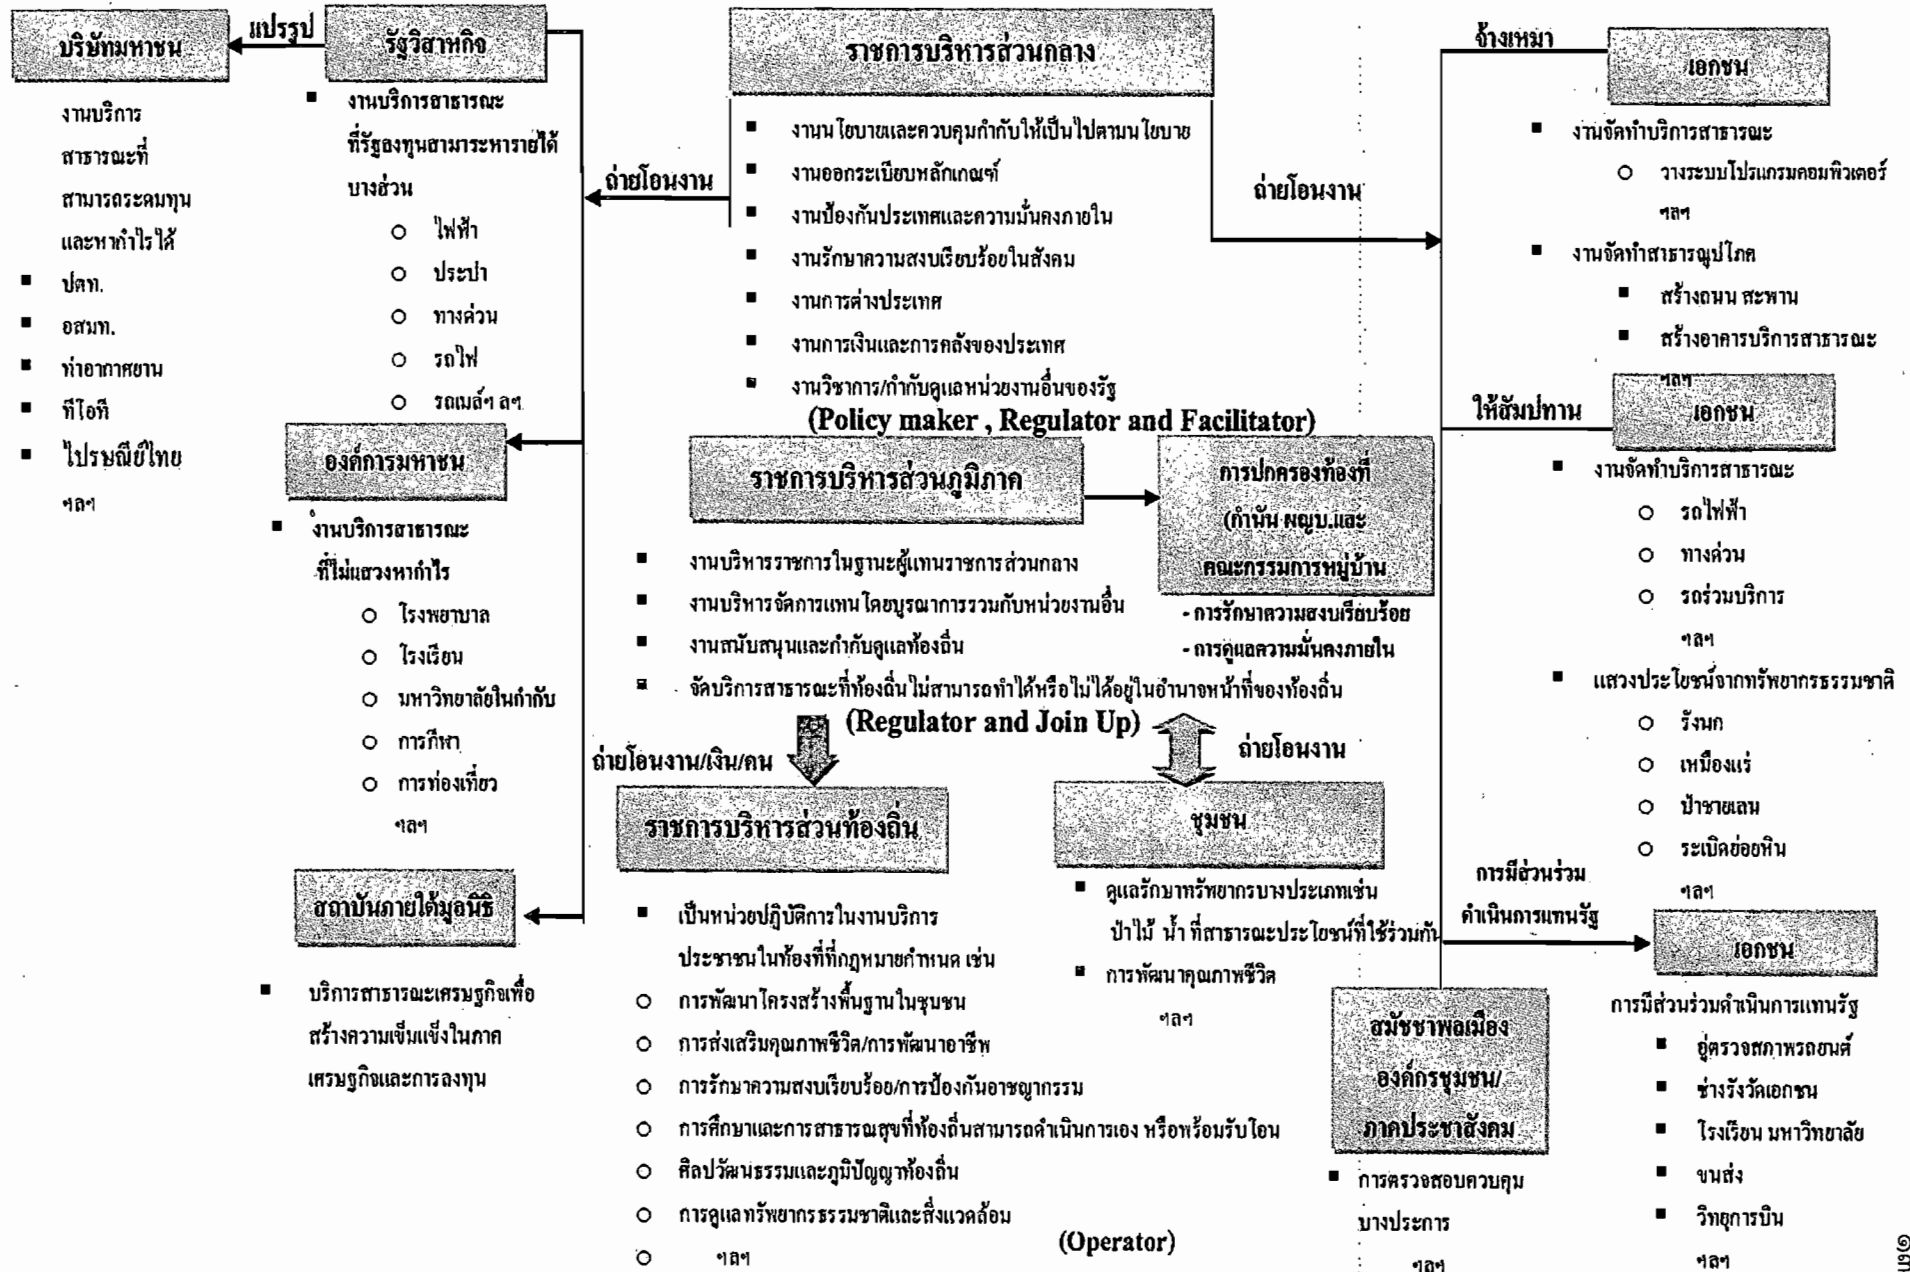 บริษัทมหาชน
แปรรูป
รัฐวิสาหกิจ
งานบริการ
สาธารณะที่
สามารถระดมทุน
และหากำไรได้
ปตท.
อสมท.
ท่าอากาศยาน
ทีโอที
ไปรษณีย์ไทย
ฯลฯ
งานบริการสาธารณะ
ที่รัฐลงทุนสามาระหารายได้
บางส่วน
ไฟฟ้า
ประปา
ทางด่วน
รถไฟ
รถเมล์ฯ ลฯ
องค์การมหาชน
งานบริการสาธารณะ
ที่ไม่แสวงหากำไร
โรงพยาบาล
โรงเรียน
มหาวิทยาลัยในกำกับ
การกีฬา
การท่องเที่ยว
ฯลฯ
สถาบันภายใต้มูลนิธิ
บริการสาธารณะเศรษฐกิจเพื่อ
สร้างความเข็มแข็งในภาค
เศรษฐกิจและการลงทุน
ถ่ายโอนงาน
ราชการบริหารส่วนกลาง
งานนโยบายและควบคุมกำกับให้เป็นไปตามนโยบาย
งานออกระเบียบหลักเกณฑ์
งานป้องกันประเทศและความมั่นคงภายใน
งานรักษาความสงบเรียบร้อยในสังคม
งานการต่างประเทศ
งานการเงินและการคลังของประเทศ
งานวิชาการ/กำกับดูแลหน่วยงานอื่นของรัฐ
(Policy maker , Regulator and Facilitator)
ราชการบริหารส่วนภูมิภาค
การปกครองท้องที่
(กำนัน ผญบ.และ
คณะกรรมการหมู่บ้าน
- การรักษาความสงบเรียบร้อย
- การดูแลความมั่นคงภายใน
งานบริหารราชการในฐานะผู้แทนราชการส่วนกลาง
งานบริหารจัดการแทนโดยบูรณาการรวมกับหน่วยงานอื่น
งานสนับสนุนและกำกับดูแลท้องถิ่น
จัดบริการสาธารณะที่ท้องถิ่นไม่สามารถทำได้หรือไม่ได้อยู่ในอำนาจหน้าที่ของท้องถิ่น
(Regulator and Join Up)
ถ่ายโอนงาน/เงิน/คน
ถ่ายโอนงาน
ราชการบริหารส่วนท้องถิ่น
เป็นหน่วยปฎิบัติการในงานบริการ
ประชาชนในท้องที่ที่กฎหมายกำหนด เช่น
การพัฒนาโครงสร้างพื้นฐานในชุมชน
การส่งเสริมคุณภาพชีวิต/การพัฒนาอาชีพ
การรักษาความสงบเรียบร้อย/การป้องกันอาชญากรรม
การศึกษาและการสาธารณสุขที่ท้องถิ่นสามารถดำเนินการเอง หรือพร้อมรับโอน
ศิลปวัฒนธรรมและภูมิปัญญาท้องถิ่น
การดูแลทรัพยากรธรรมชาติและสิ่งแวดล้อม
ฯลฯ
(Operator)
ชุมชน
ดูแลรักษาทรัพยากรบางประเภทเช่น
ป่าไม้ น้ำ ที่สาธารณะประโยชน์ที่ใช้ร่วมกัน
การพัฒนาคุณภาพชีวิต
ฯลฯ
ถ่ายโอนงาน
จ้างเหมา
เอกชน
งานจัดทำบริการสาธารณะ
วางระบบโปรแกรมคอมพิวเตอร์
ฯลฯ
งานจัดทำสาธารณูปโภค
สร้างถนน สะพาน
สร้างอาคารบริการสาธารณะ
ฯลฯ
ให้สัมปทาน
เอกชน
งานจัดทำบริการสาธารณะ
รถไฟฟ้า
ทางด่วน
รถร่วมบริการ
ฯลฯ
แสวงประโยชน์จากทรัพยากรธรรมชาติ
รังนก
เหมืองแร่
ป่าชายเลน
ระเบิดย่อยหิน
ฯลฯ
การมีส่วนร่วม
ดำเนินการแทนรัฐ
เอกชน
การมีส่วนร่วมดำเนินการแทนรัฐ
อู่ตรวจสภาพรถยนต์
ช่างรังวัดเอกชน
โรงเรียน มหาวิทยาลัย
ขนส่ง
วิทยุการบิน
ฯลฯ
สมัชชาพลเมือง
องค์กรชุมชน/
ภาคประชาสังคม
การตรวจสอบควบคุม
บางประการ
ฯลฯ